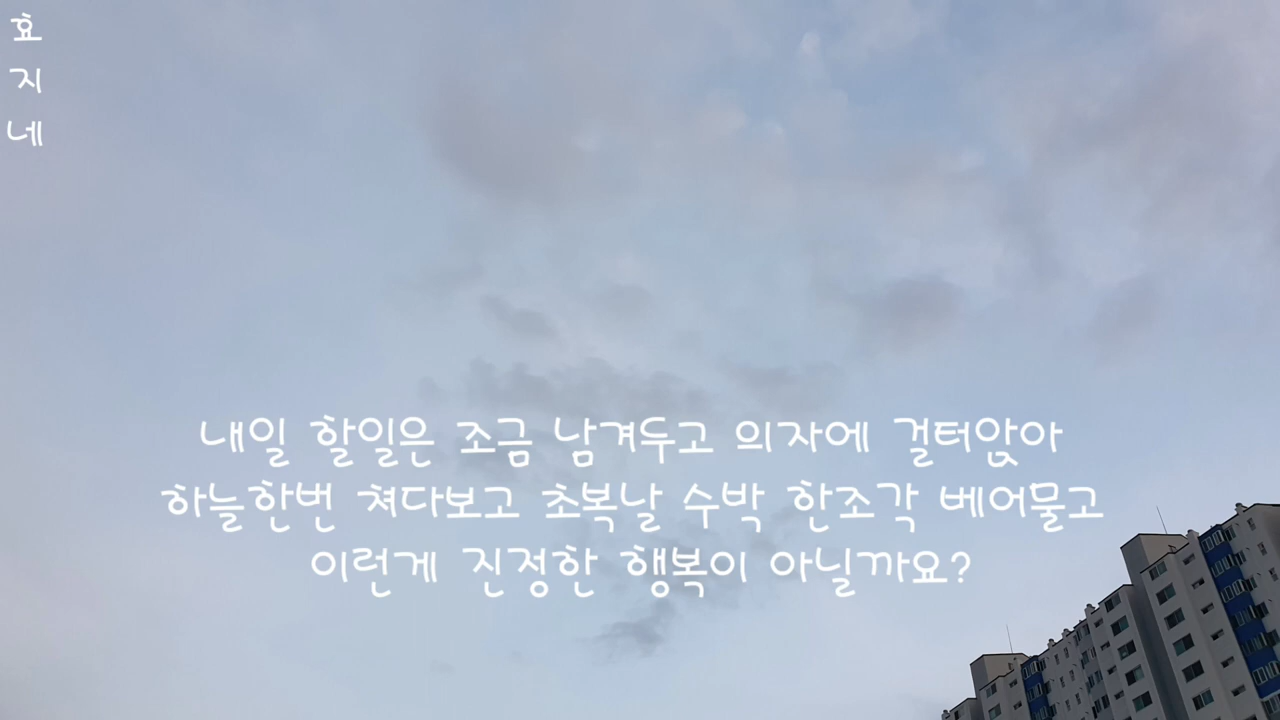 효
지
네
내일 할일은 조금 남겨두고 의자에 걸터앉아
하늘한번 쳐다보고 초복날 수박 한조각 베어물고
이런게 진정한 행복이 아닐까요?